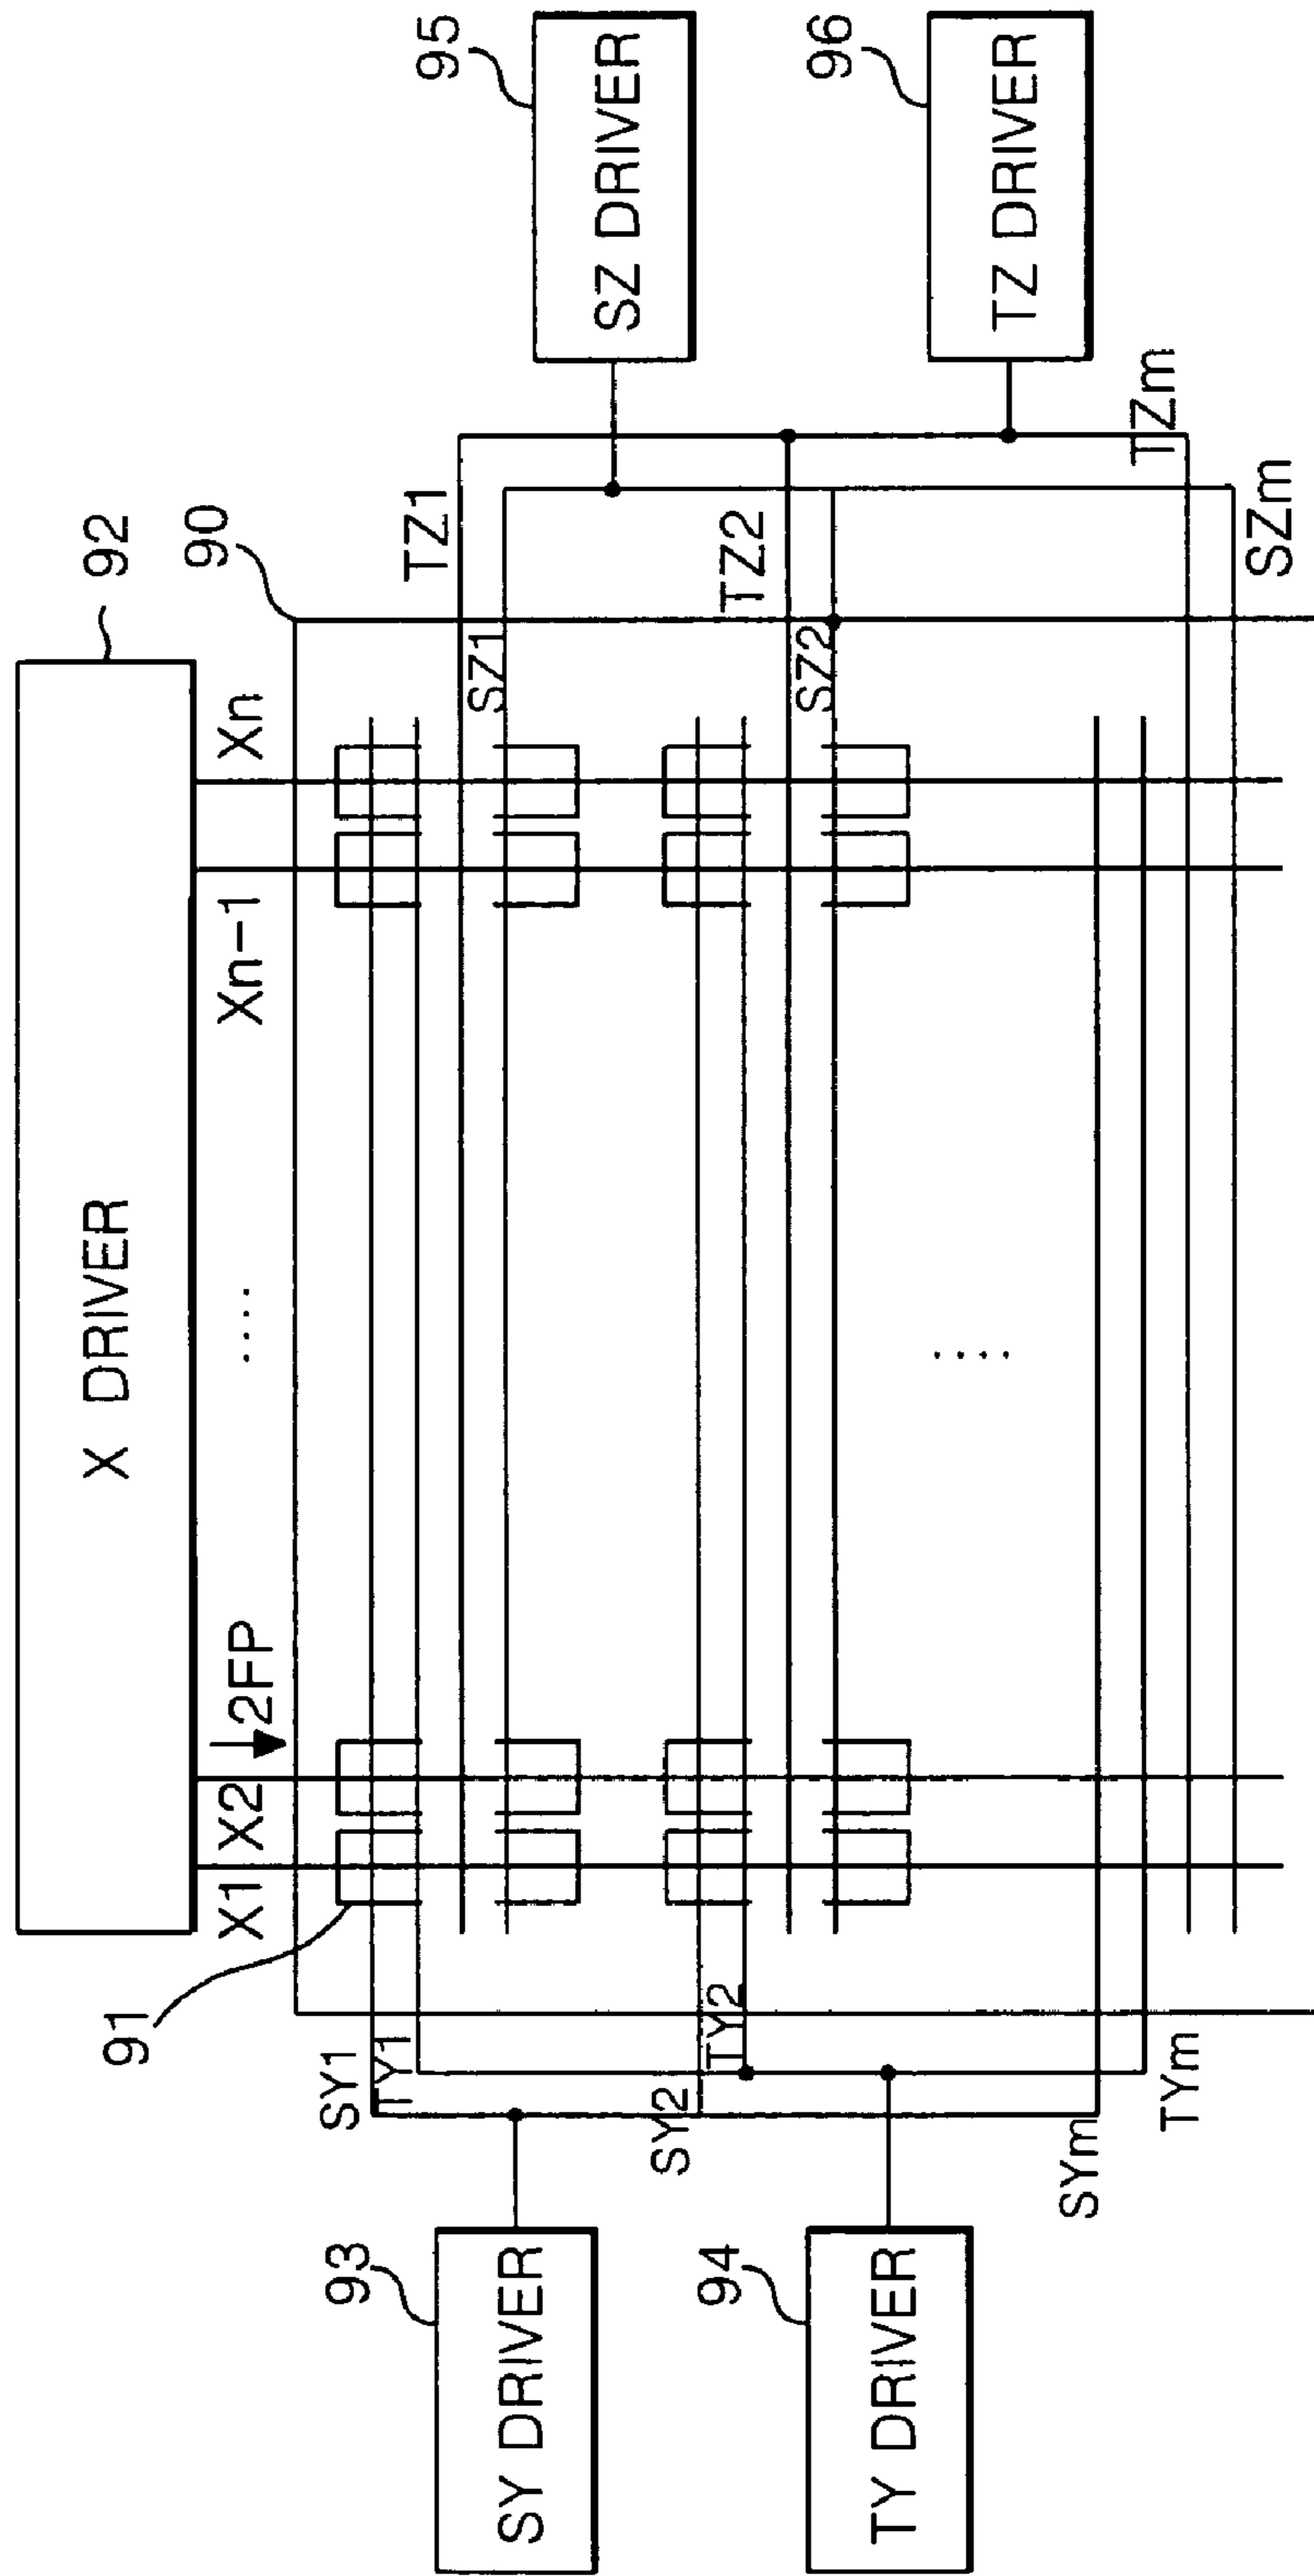 92
X DRIVER
90
X1
X2
2FP
....
Xn-1
Xn
91
SY1
TY1
TZ1
SZ1
95
SZ DRIVER
93
SY DRIVER
SY2
TY2
TZ2
SZ2
96
TZ DRIVER
94
TY DRIVER
....
SYm
TYm
TZm
SZm